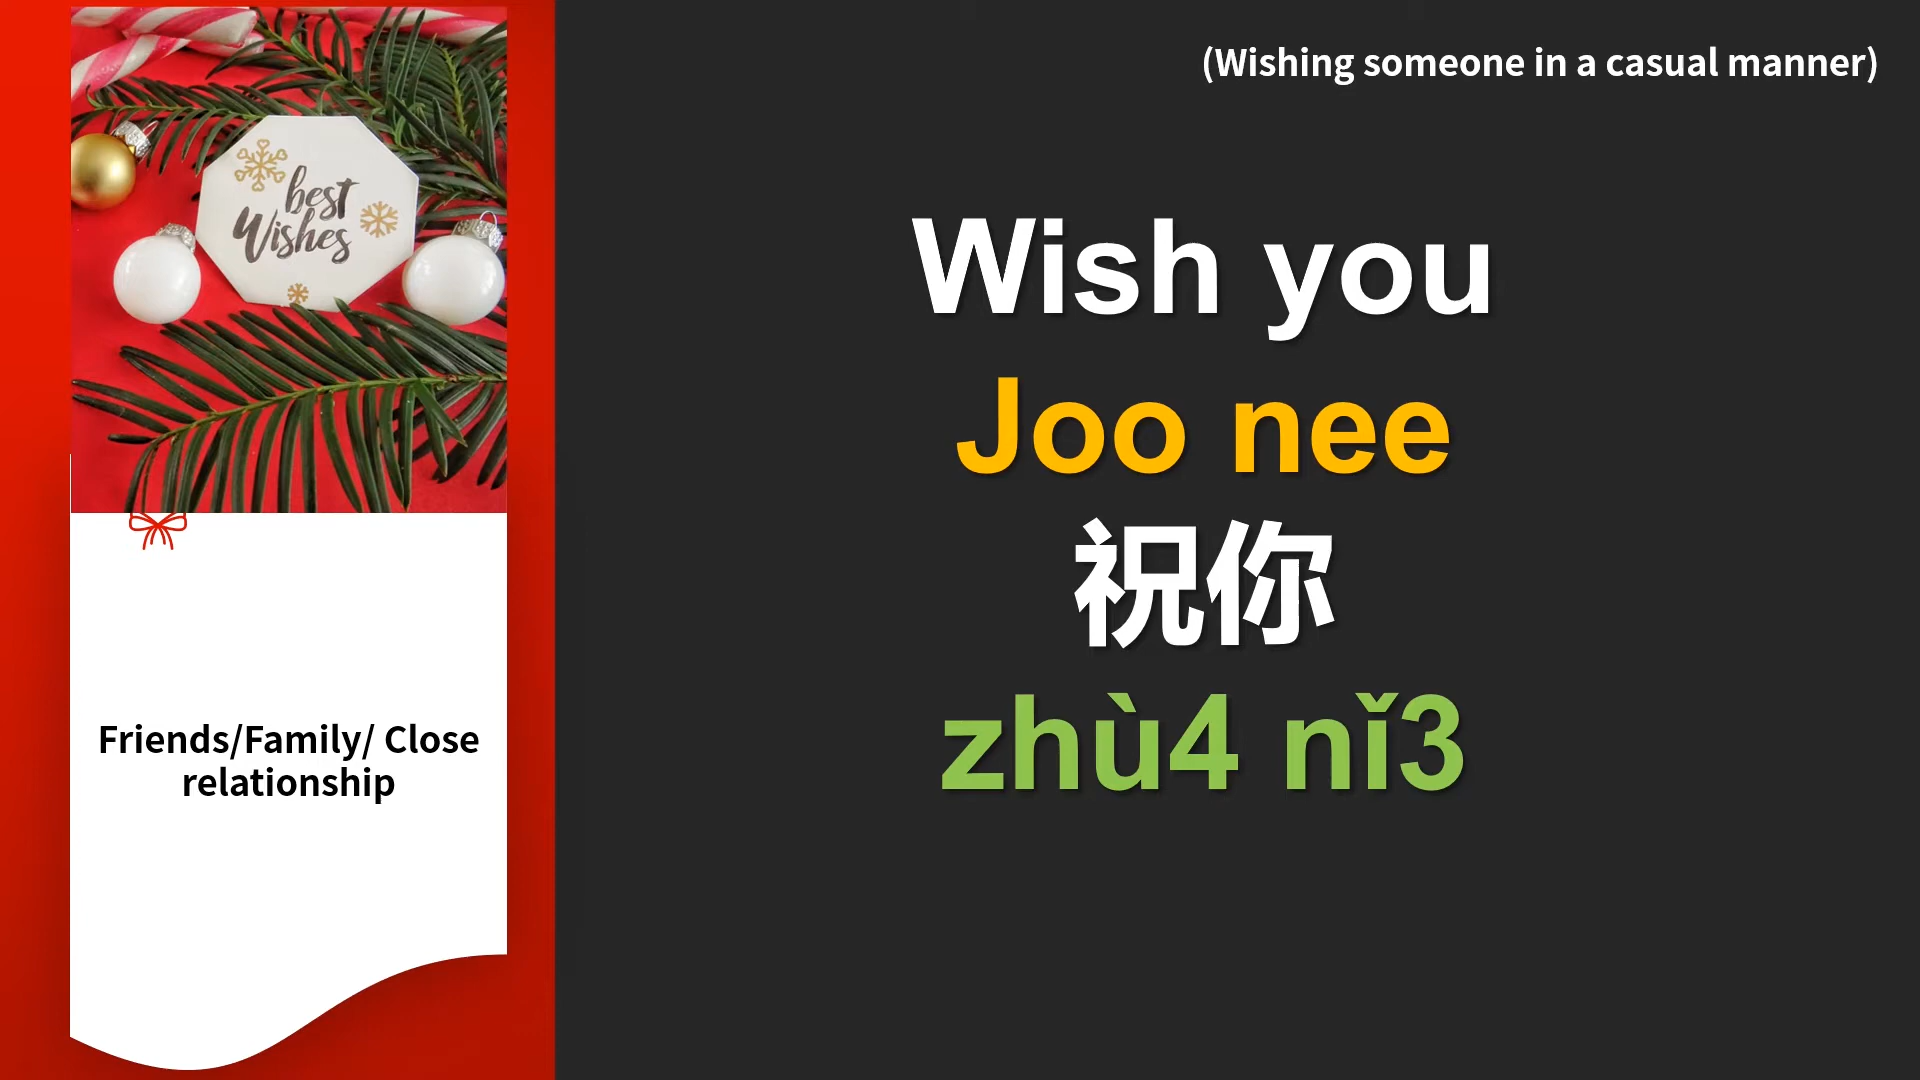 best
Wishes
Friends/Family/ Close
relationship
(Wishing someone in a casual manner)
Wish you
Joo nee
祝你
zhù4 nǐ3